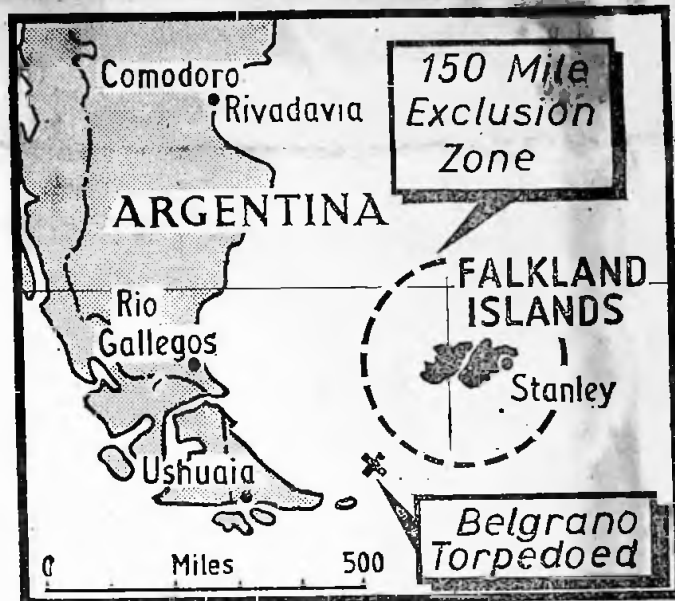 Comodoro
Rivadavia
150 Mile
Exclusion
Zone
ARGENTINA
FALKLAND
ISLANDS
Rio
Gallegos
Stanley
Ushuaia
Belgrano
Torpedoed
0 Miles 500